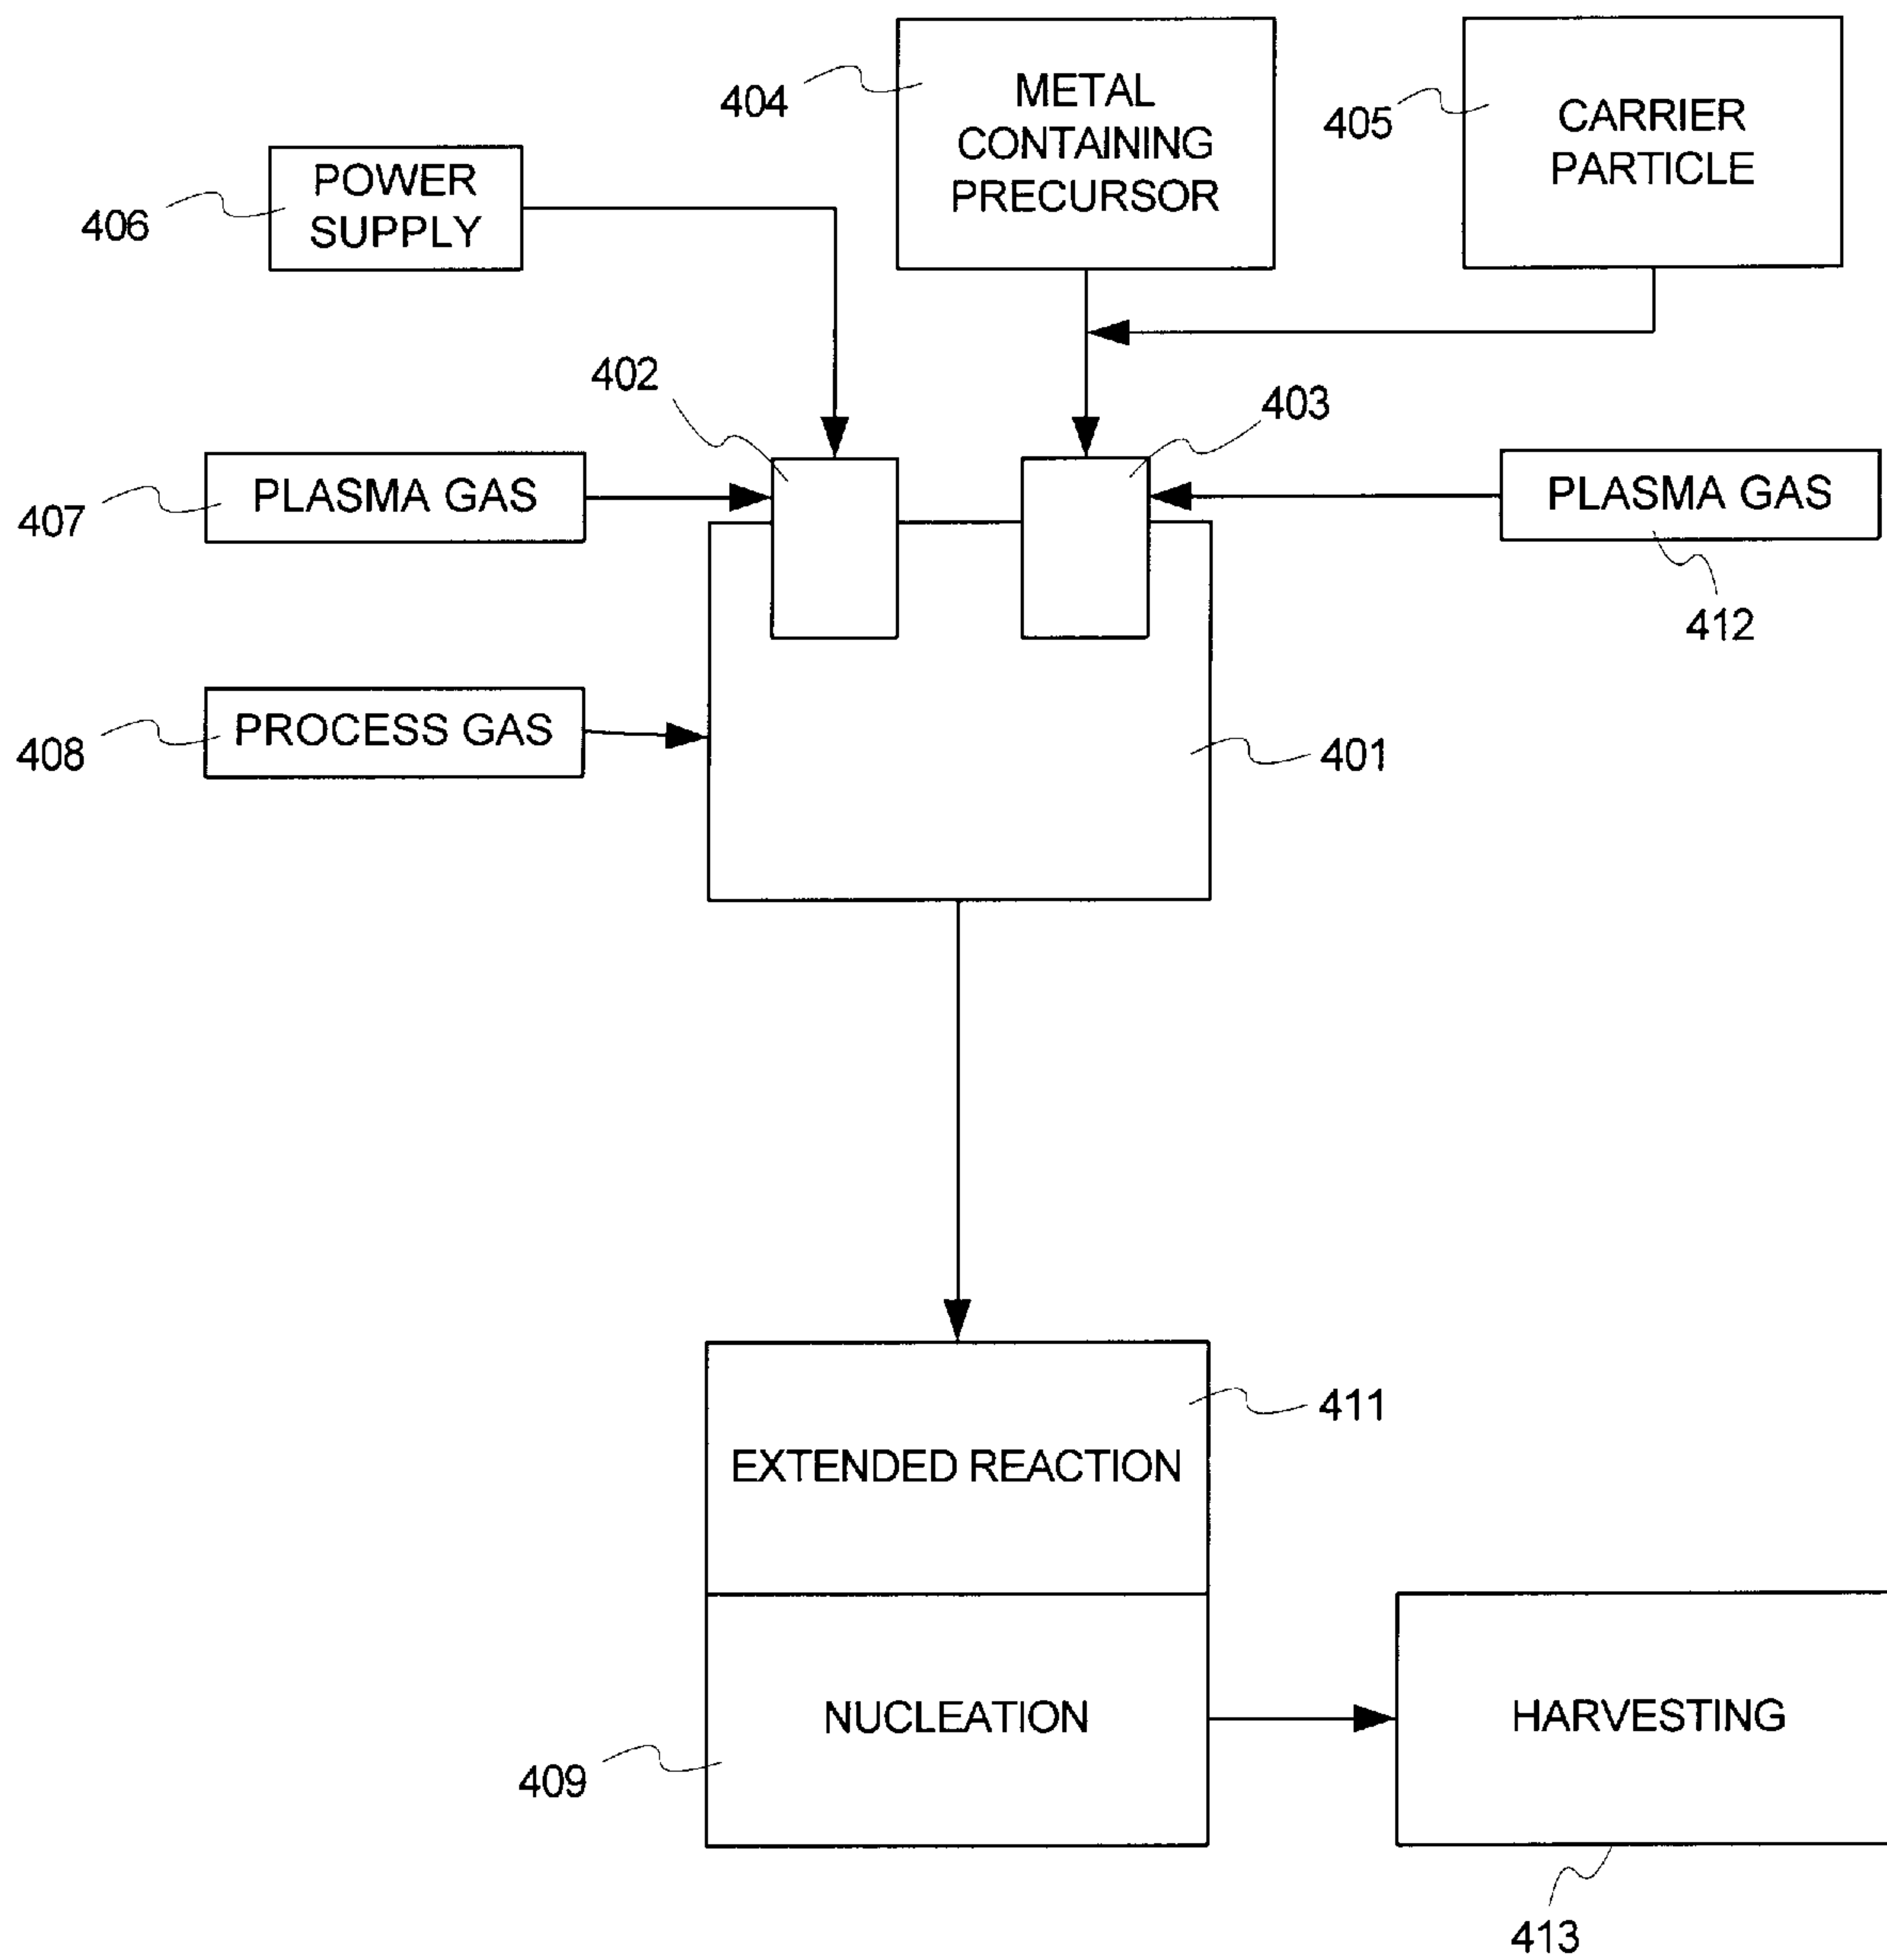 404
METAL
CONTAINING
PRECURSOR
405
CARRIER
PARTICLE
406
POWER
SUPPLY
402
403
407
PLASMA GAS
PLASMA GAS
412
408
PROCESS GAS
401
411
EXTENDED REACTION
NUCLEATION
409
HARVESTING
413